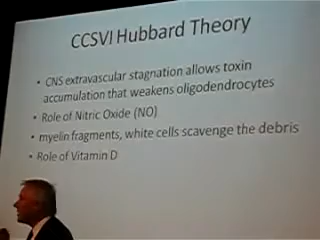 CCSVI Hubbard Theory
• CNS extravascular stagnation allows toxin
accumulation that weakens oligodendrocytes
• Role of Nitric Oxide (NO)
• myelin fragments, white cells scavenge the debris
• Role of Vitamin D